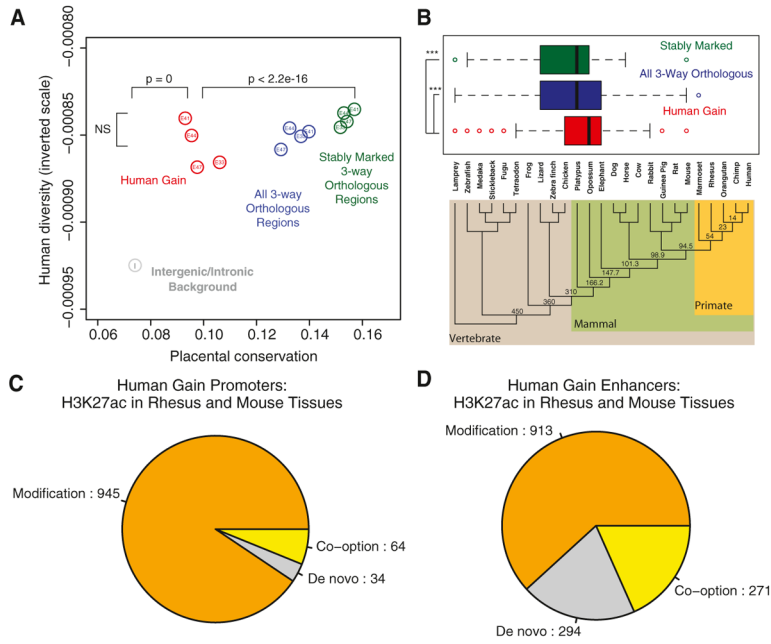 A
Human diversity (inverted scale)
−0.00080
−0.00085
−0.00090
−0.00095
p = 0
p < 2.2e-16
NS
E41
E44
E47
E33
Human Gain
E44
E41
E47
All 3-way
Orthologous
Regions
E44
E41
Stably Marked
3-way
Orthologous
Regions
I
Intergenic/Intronic
Background
0.06
0.08
0.10
0.12
0.14
0.16
Placental conservation
B
***
***
Stably Marked
All 3-Way Orthologous
Human Gain
Lamprey
Zebrafish
Medaka
Stickleback
Fugu
Tetraodon
Frog
Lizard
Zebra finch
Chicken
Platypus
Opossum
Elephant
Dog
Cow
Horse
Rabbit
Guinea Pig
Rat
Mouse
Marmoset
Rhesus
Orangutan
Chimp
Human
14
23
54
94.5
98.9
101.3
147.7
166.2
310
360
450
Vertebrate
Mammal
Primate
C
Human Gain Promoters:
H3K27ac in Rhesus and Mouse Tissues
Modification : 945
Co-option : 64
De novo : 34
D
Human Gain Enhancers:
H3K27ac in Rhesus and Mouse Tissues
Modification : 913
Co-option : 271
De novo : 294